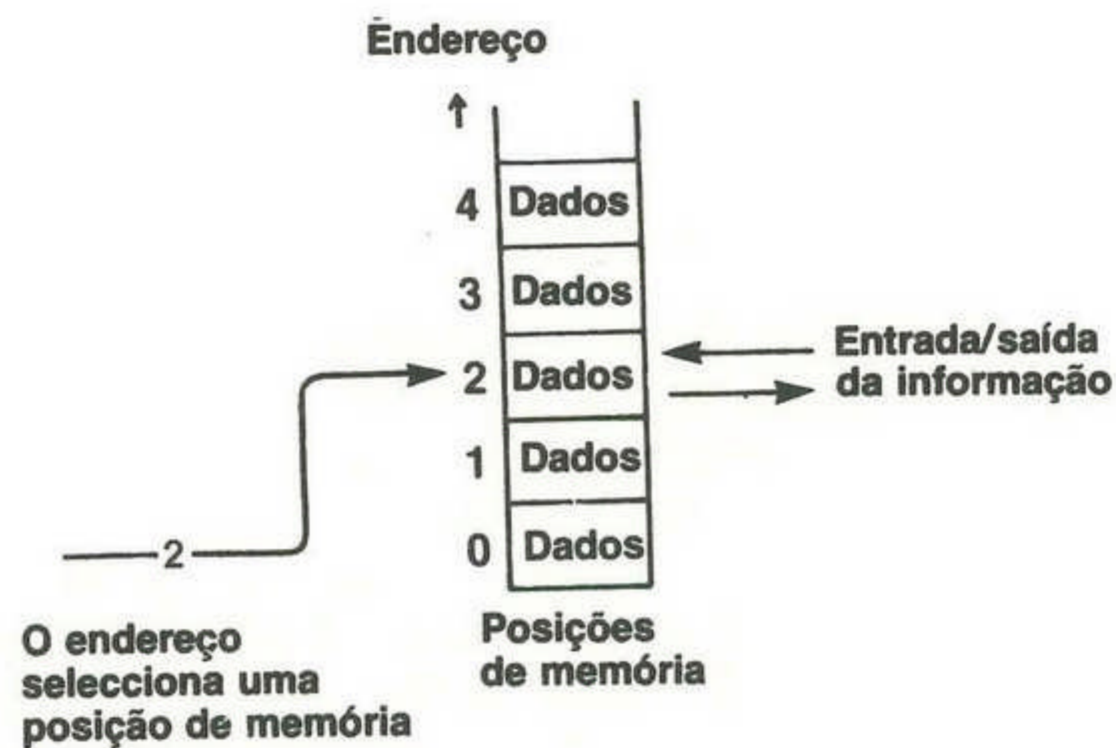 Endereço
4 Dados
3 Dados
2 Dados
1 Dados
0 Dados
Entrada/saída
da informação
2
O endereço
selecciona uma
posição de memória
Posições
de memória